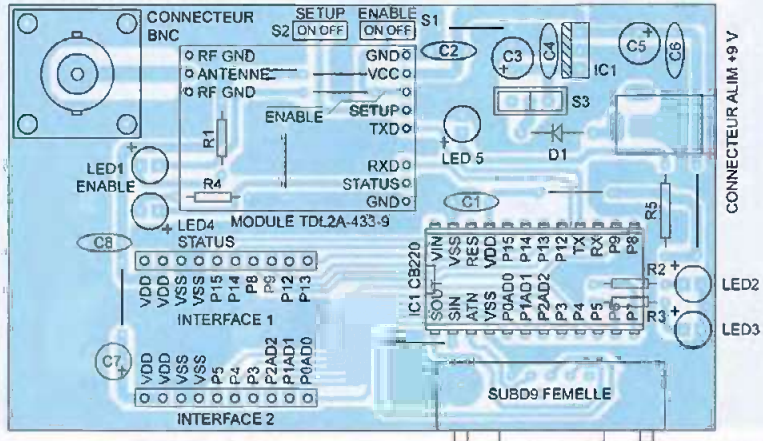 CONNECTEUR
BNC
SETUP
ENABLE
S2
ON OFF
ON OFF
S1
RF GND
ANTENNE
RF GND
GND
VCC
ENABLE
SETUP
TXD
RXD
STATUS
GND
R1
R4
MODULE TDL2A-433-9
LED1
ENABLE
LED4
STATUS
C8
C2
C3
C4
IC1
C5
C6
S3
LED 5
D1
C1
R5
CONNECTEUR ALIM +9 V
VDD VDD VSS VSS P15 P14 P8 P9 P12 P13
INTERFACE 1
C7
VDD VDD VSS VSS P5 P4 P3 P2AD2 P1AD1 P0AD0
INTERFACE 2
IC1 CB220
VIN VSS RES VDD P15 P14 P13 P12 TX RX P9 P8
SOUT SIN ATN VSS P0AD0 P1AD1 P2AD2 P3 P4 P5 P6 P7
R2
R3
LED2
LED3
SUBD9 FEMELLE